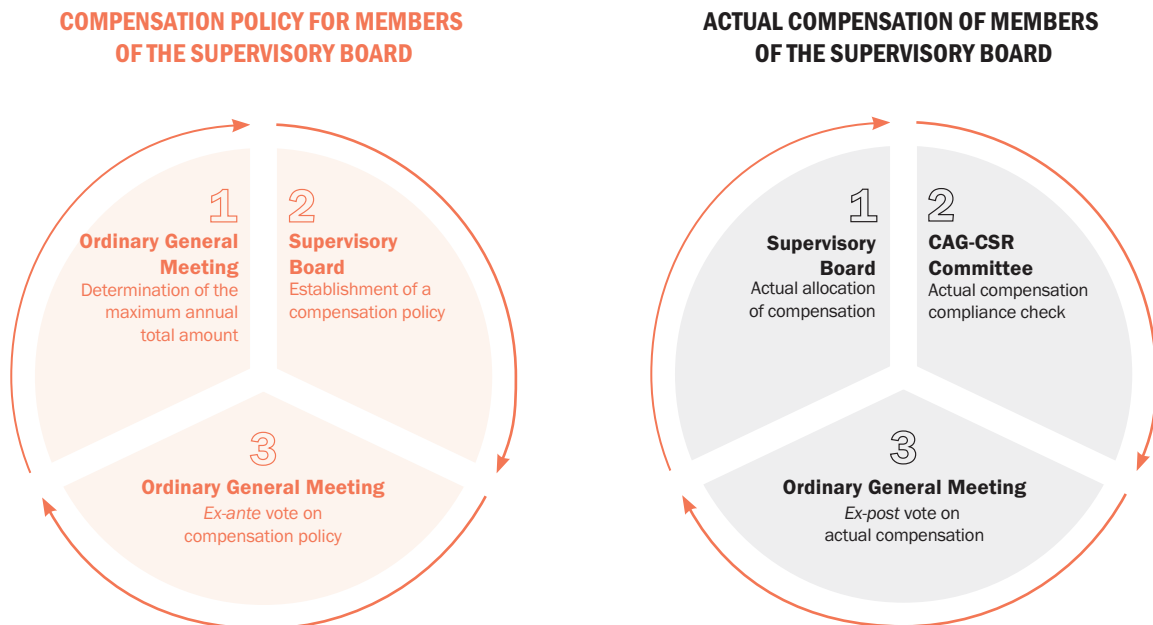 COMPENSATION POLICY FOR MEMBERS
OF THE SUPERVISORY BOARD
1
Ordinary General
Meeting
Determination of the
maximum annual
total amount
2
Supervisory
Board
Establishment of a
compensation policy
3
Ordinary General Meeting
Ex-ante vote on
compensation policy
ACTUAL COMPENSATION OF MEMBERS
OF THE SUPERVISORY BOARD
1
Supervisory
Board
Actual allocation
of compensation
2
CAG-CSR
Committee
Actual compensation
compliance check
3
Ordinary General Meeting
Ex-post vote on
actual compensation